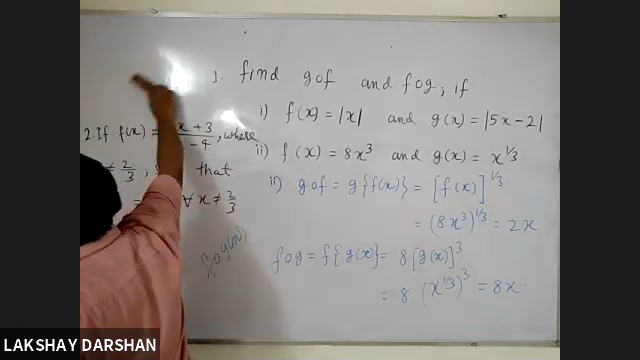 1. find gof and fog, if
i) f(x) = |x| and g(x) = |5x-2|
ii) f(x) = 8x³ and g(x) = x^1/3
2. If f(x) = x + 3 / - 4, where
≠ 2/3, that
= ∀ x ≠ 2/3
ii) gof = g{f(x)} = [f(x)]^1/3
= (8x³)^1/3 = 2x
fog = f{g(x)} = 8[g(x)]³
= 8 (x^1/3)³ = 8x
fog(x)
LAKSHAY DARSHAN